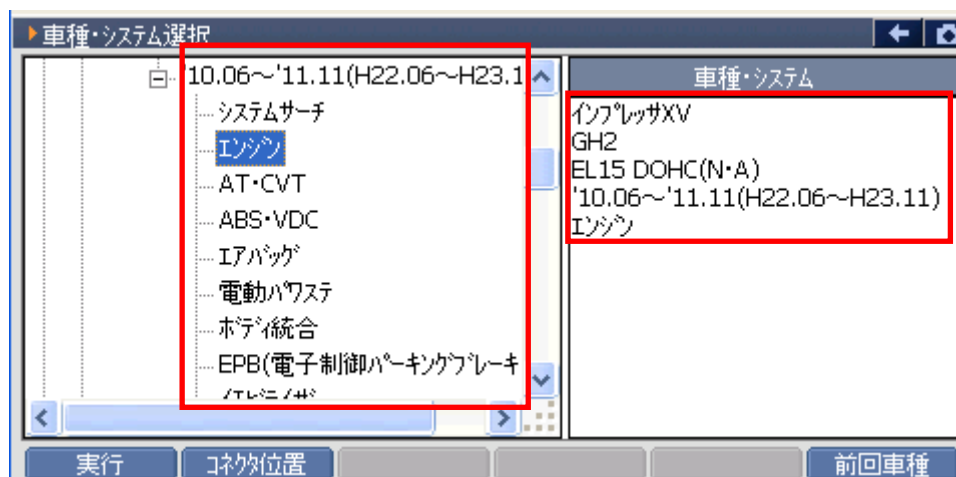 車種・システム選択
'10.06～'11.11(H22.06～H23.1
システムサーチ
エンジン
AT・CVT
ABS・VDC
エアバッグ
電動パワステ
ボディ統合
EPB(電子制御パーキングブレーキ
車種・システム
インプレッサXV
GH2
EL15 DOHC(N・A)
'10.06～'11.11(H22.06～H23.11)
エンジン
実行
コネクタ位置
前回車種